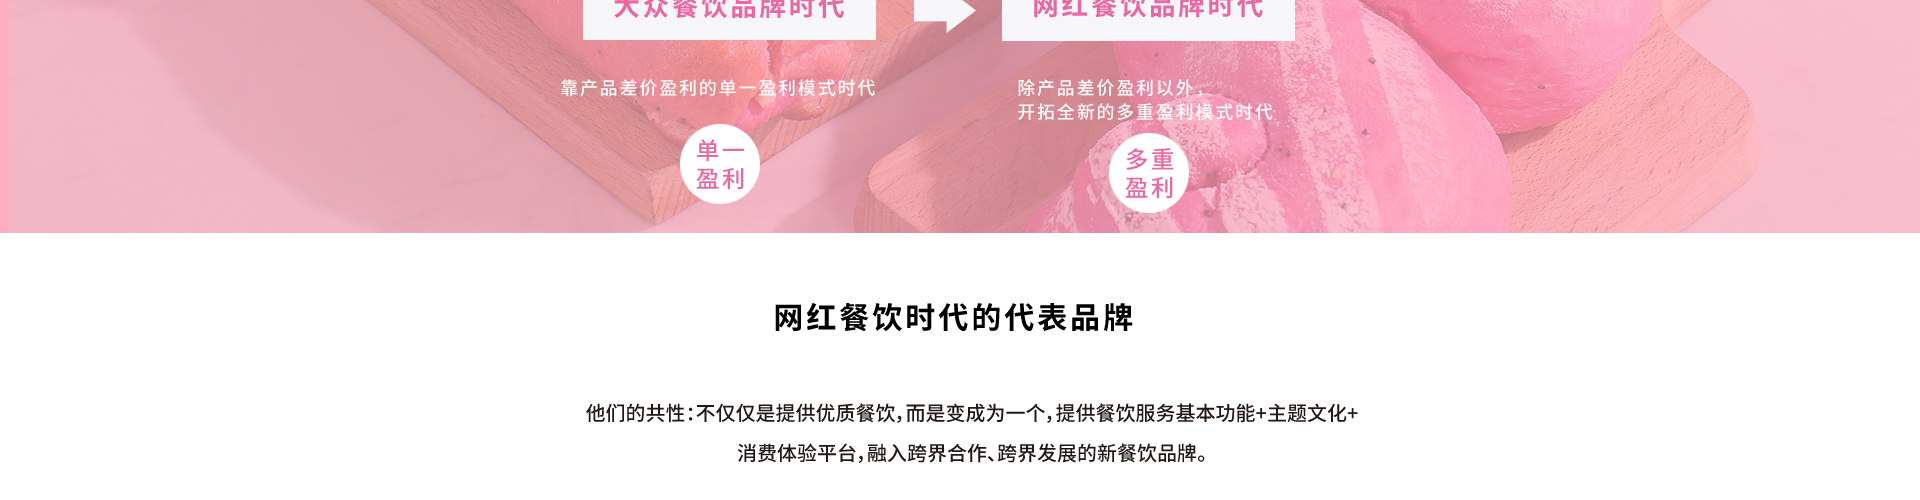 大众餐饮品牌时代
网红餐饮品牌时代
靠产品差价盈利的单一盈利模式时代
除产品差价盈利以外，
开拓全新的多重盈利模式时代
单一
盈利
多重
盈利
网红餐饮时代的代表品牌
他们的共性：不仅仅是提供优质餐饮，而是变成为一个，提供餐饮服务基本功能+主题文化+
消费体验平台，融入跨界合作、跨界发展的新餐饮品牌。